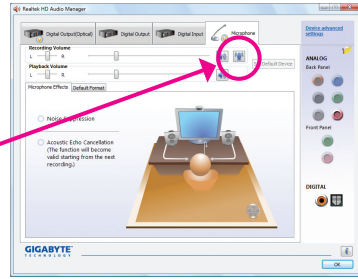 Realtek HD Audio Manager
Digital Output(Optical)
Digital Output
Digital Input
Microphone
Device advanced
settings
Recording Volume
L
R
Set Default Device
Playback Volume
L
R
Microphone Effects
Default Format
Noise Suppression
Acoustic Echo Cancellation
(The function will become
valid starting from the next
recording.)
ANALOG
Back Panel
Front Panel
DIGITAL
GIGABYTE
TECHNOLOGY
i
OK